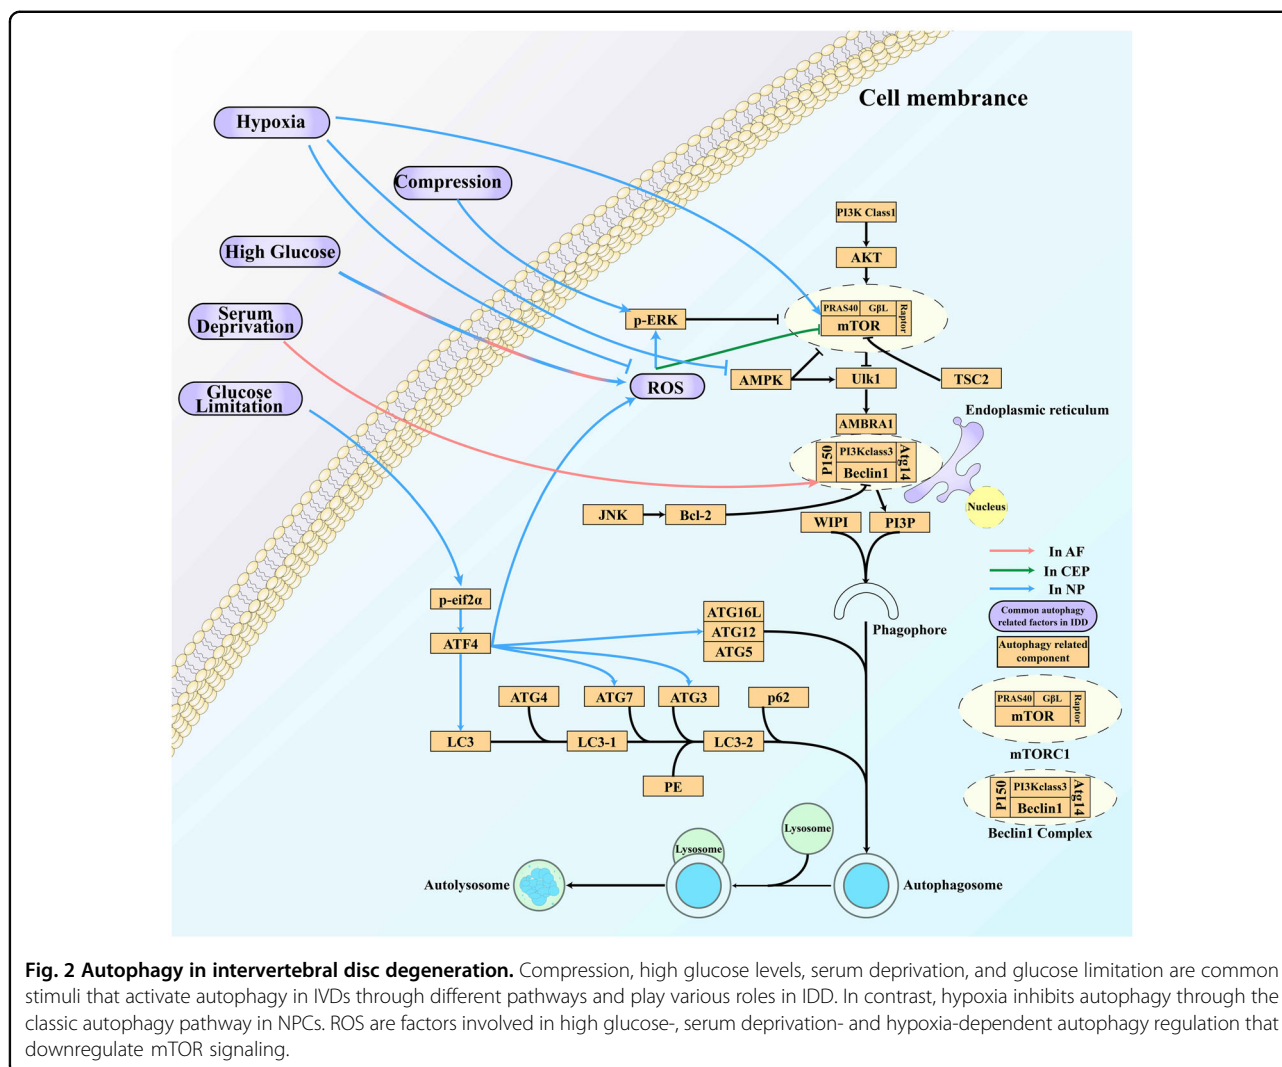 Cell membrance
Hypoxia
Compression
High Glucose
Serum
Deprivation
Glucose
Limitation
PI3K Class1
AKT
PRAS40
GβL
Raptor
mTOR
p-ERK
ROS
AMPK
Ulk1
TSC2
AMBRA1
Endoplasmic reticulum
P150
PI3Kclass3
Atg14
Beclin1
Nucleus
JNK
Bcl-2
WIPI
PI3P
Phagophore
p-eif2α
ATF4
ATG16L
ATG12
ATG5
ATG4
ATG7
ATG3
p62
LC3
LC3-1
LC3-2
PE
Lysosome
Lysosome
Autolysosome
Autophagosome
In AF
In CEP
In NP
Common autophagy
related factors in IDD
Autophagy related
component
PRAS40
GβL
Raptor
mTOR
mTORC1
P150
PI3Kclass3
Atg14
Beclin1
Beclin1 Complex
Fig. 2 Autophagy in intervertebral disc degeneration. Compression, high glucose levels, serum deprivation, and glucose limitation are common
stimuli that activate autophagy in IVDs through different pathways and play various roles in IDD. In contrast, hypoxia inhibits autophagy through the
classic autophagy pathway in NPCs. ROS are factors involved in high glucose-, serum deprivation- and hypoxia-dependent autophagy regulation that
downregulate mTOR signaling.